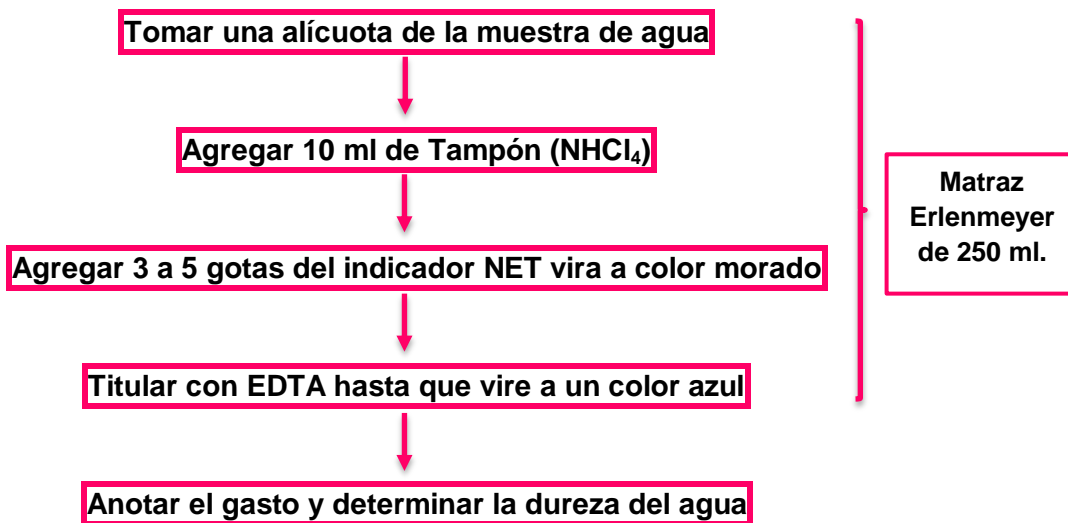 Tomar una alícuota de la muestra de agua
Agregar 10 ml de Tampón (NHCl₄)
Agregar 3 a 5 gotas del indicador NET vira a color morado
Titular con EDTA hasta que vire a un color azul
Anotar el gasto y determinar la dureza del agua
Matraz
Erlenmeyer
de 250 ml.